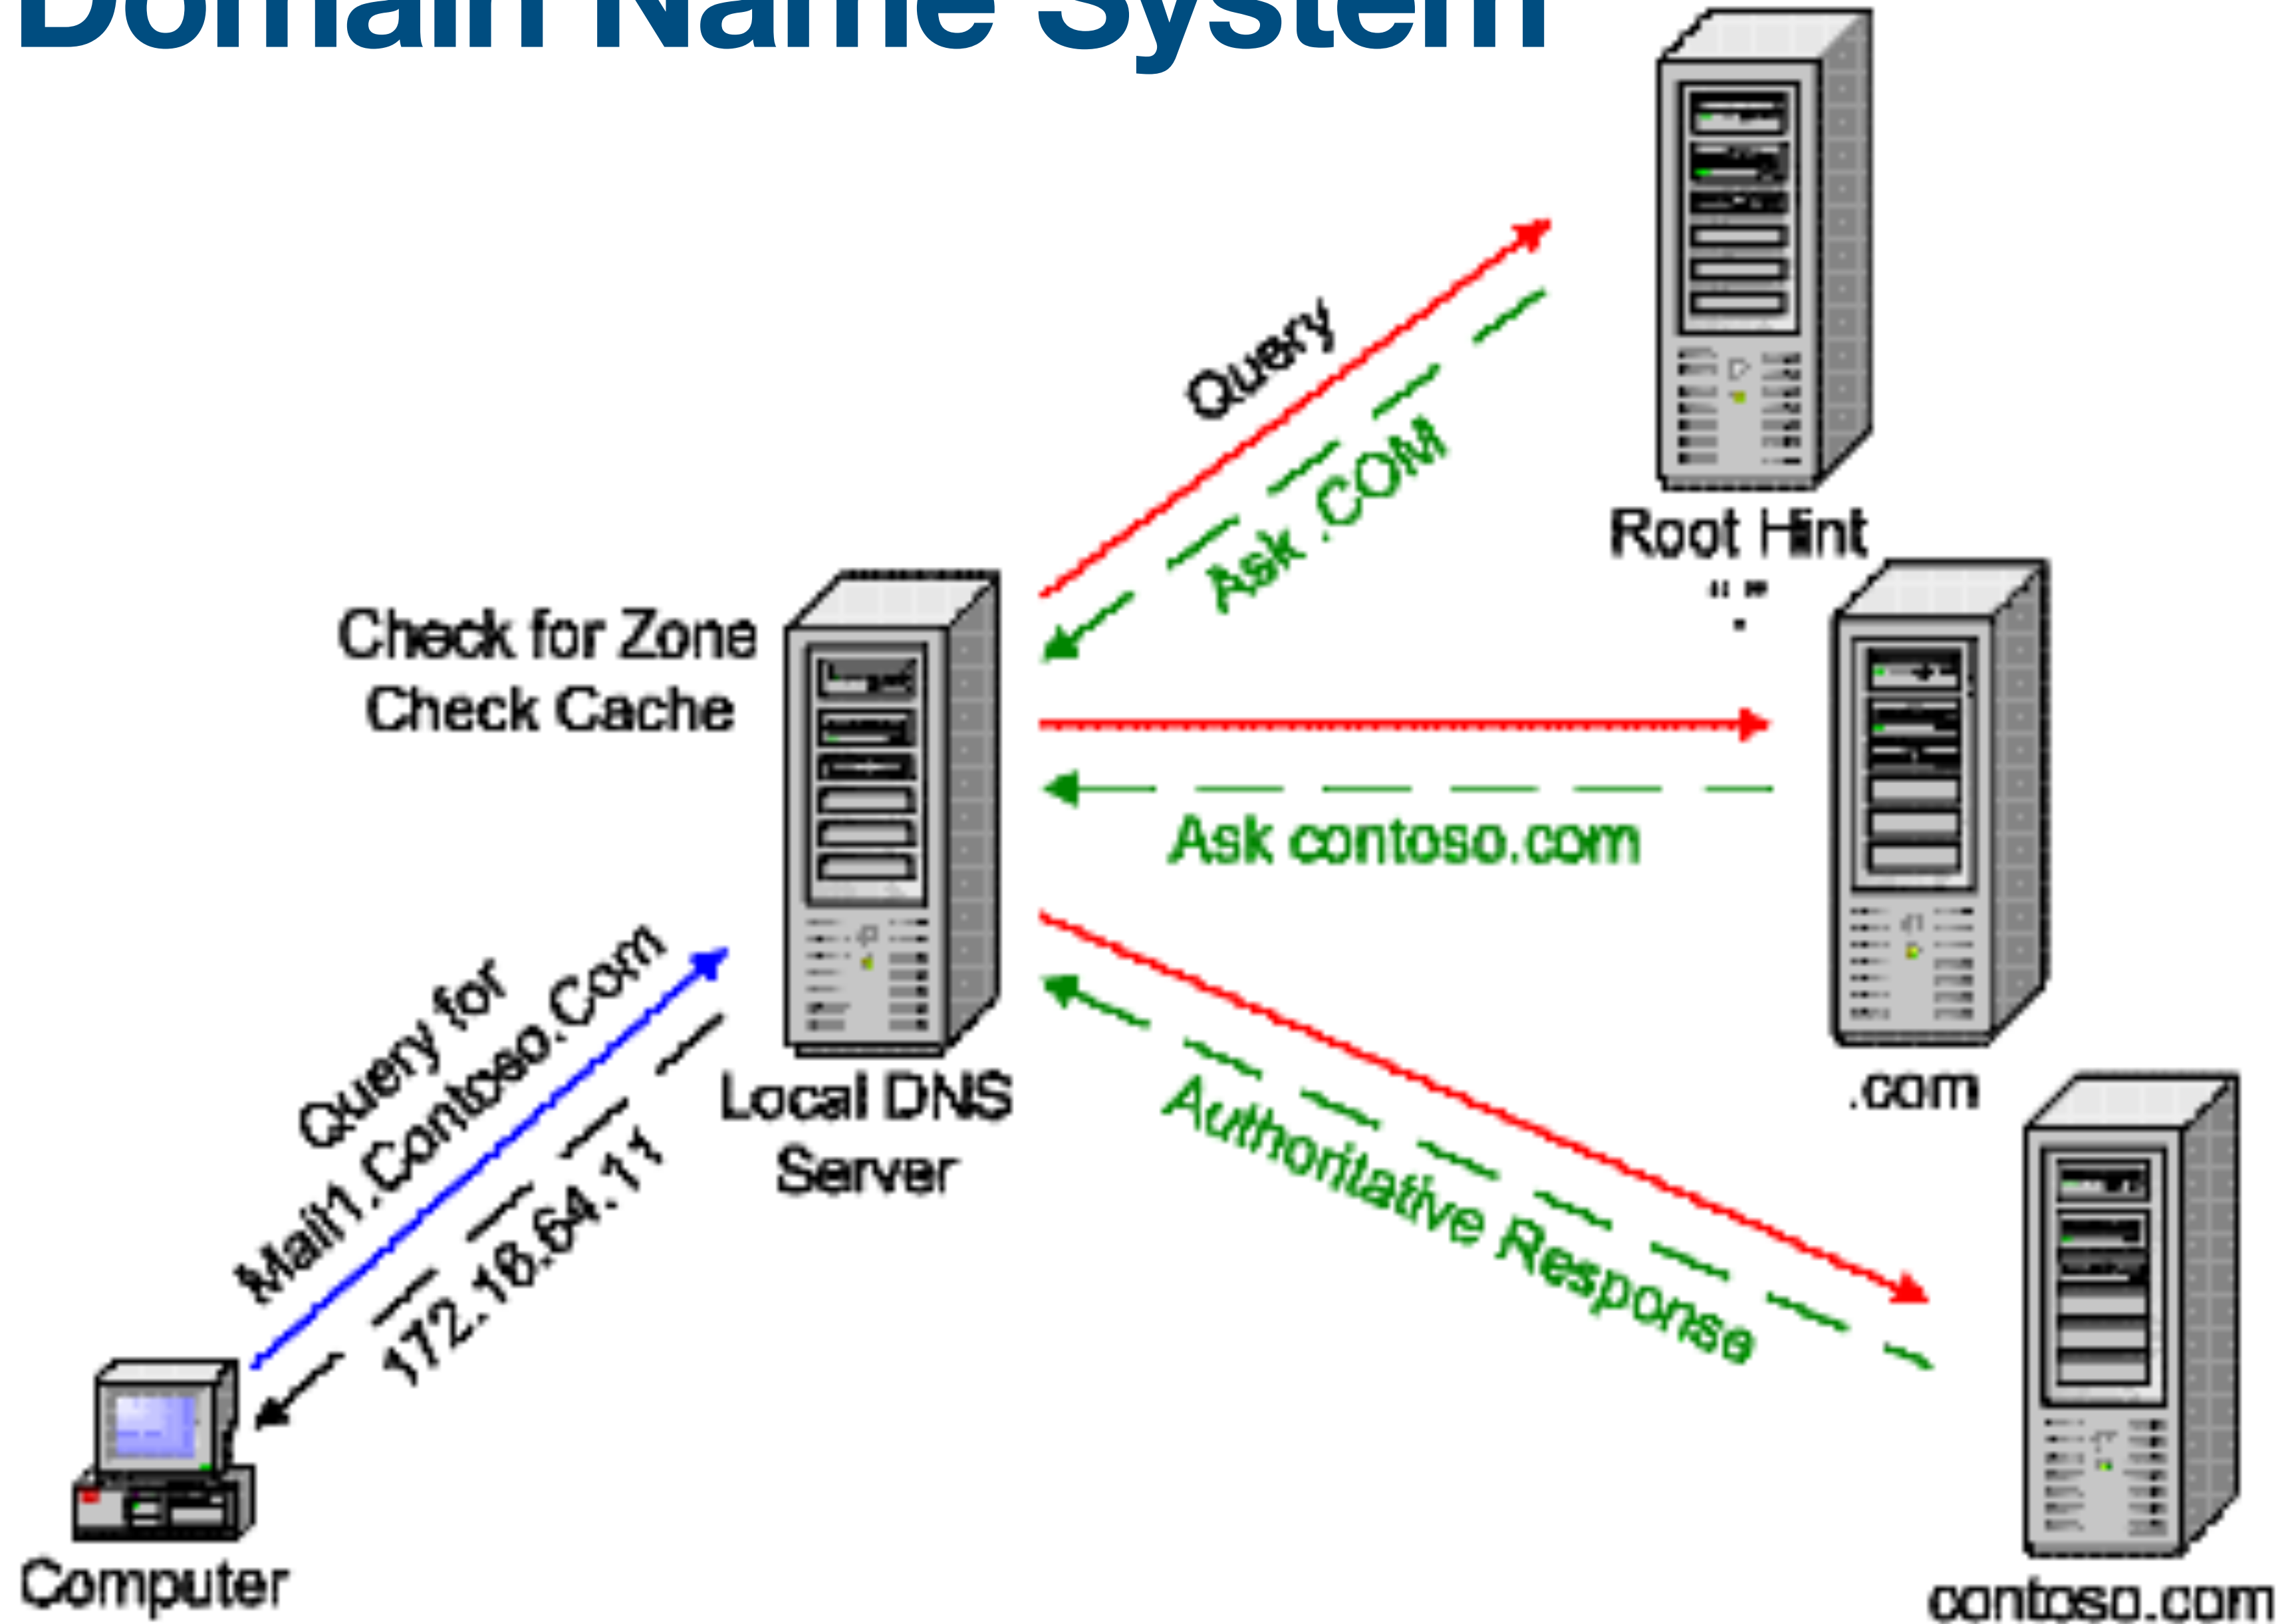 Domain Name System
Query
Ask .COM
Root Hint
"."
Check for Zone
Check Cache
Ask contoso.com
Query for
Mail1.Contoso.Com
172.16.64.11
Local DNS
Server
.com
Authoritative Response
Computer
contoso.com